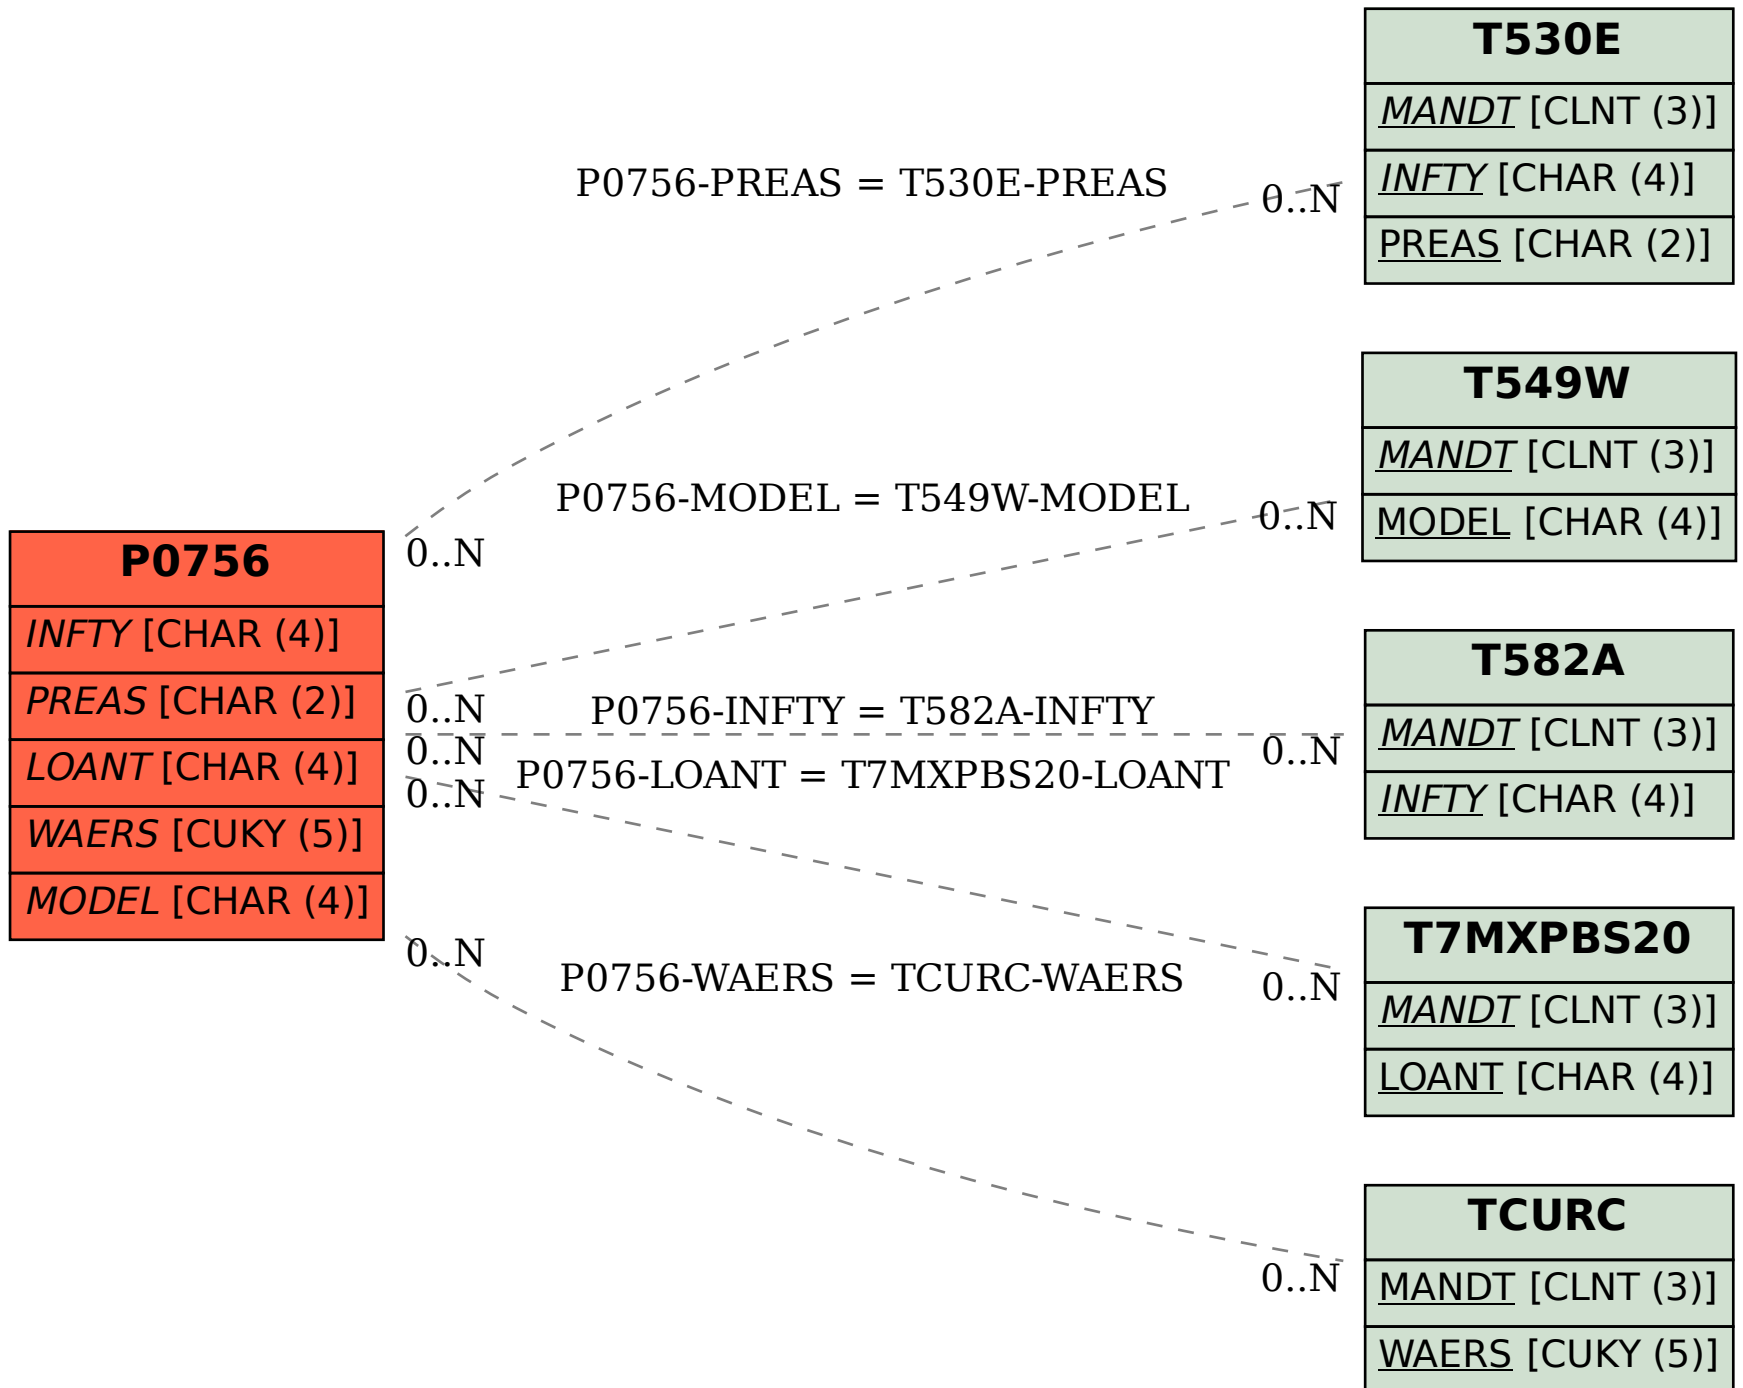 T530E
MANDT [CLNT (3)]
INFTY [CHAR (4)]
PREAS [CHAR (2)]
P0756-PREAS = T530E-PREAS
0..N
0..N
T549W
MANDT [CLNT (3)]
MODEL [CHAR (4)]
P0756-MODEL = T549W-MODEL
0..N
0..N
P0756
INFTY [CHAR (4)]
PREAS [CHAR (2)]
LOANT [CHAR (4)]
WAERS [CUKY (5)]
MODEL [CHAR (4)]
T582A
MANDT [CLNT (3)]
INFTY [CHAR (4)]
P0756-INFTY = T582A-INFTY
0..N
0..N
P0756-LOANT = T7MXPBS20-LOANT
0..N
0..N
T7MXPBS20
MANDT [CLNT (3)]
LOANT [CHAR (4)]
P0756-WAERS = TCURC-WAERS
0..N
0..N
TCURC
MANDT [CLNT (3)]
WAERS [CUKY (5)]